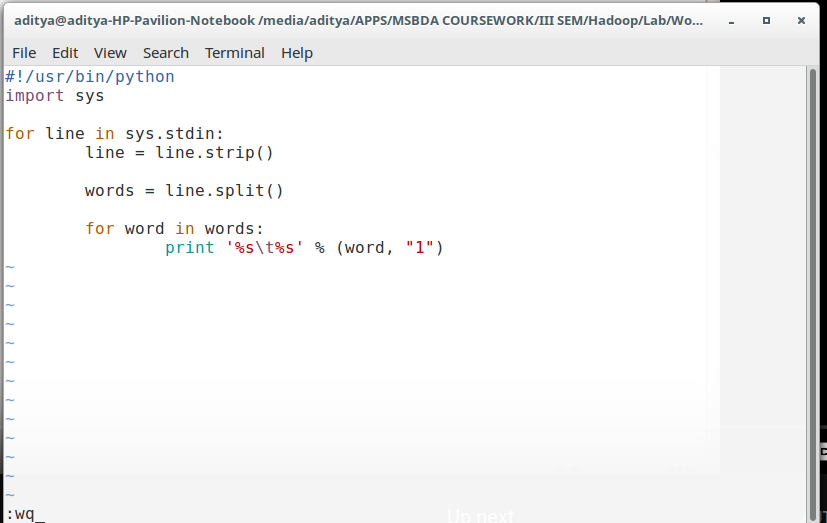 aditya@aditya-HP-Pavilion-Notebook /media/aditya/APPS/MSBDA COURSEWORK/III SEM/Hadoop/Lab/Wo...
File Edit View Search Terminal Help
#!/usr/bin/python
import sys
for line in sys.stdin:
line = line.strip()
words = line.split()
for word in words:
print '%s\t%s' % (word, "1")
~
~
~
~
~
~
~
~
~
~
~
~
~
:wq_
Up next